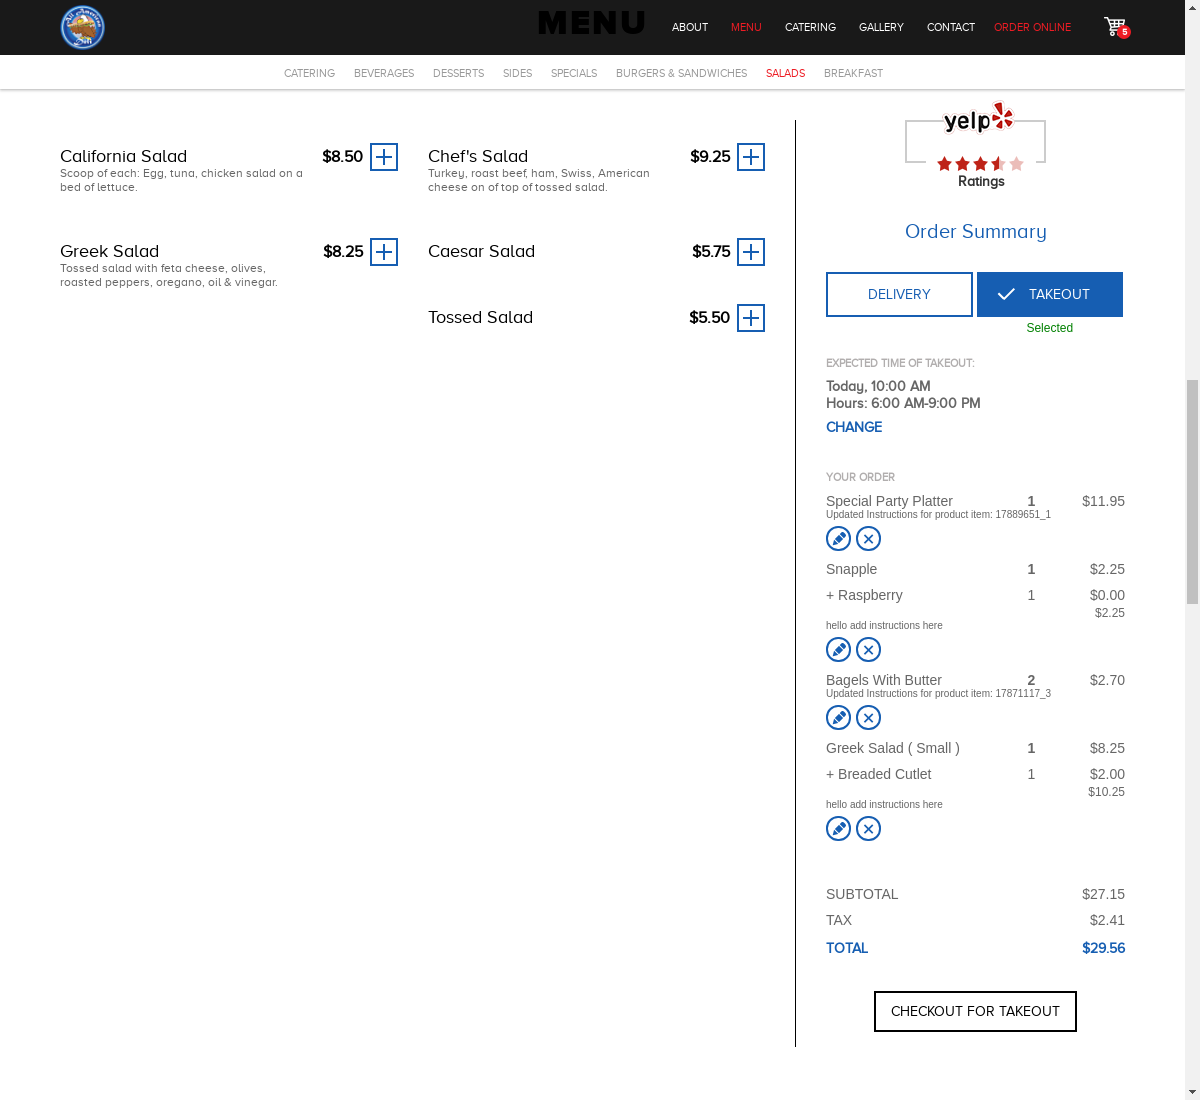 All American
Deli
MENU
ABOUT
MENU
CATERING
GALLERY
CONTACT
ORDER ONLINE
5
CATERING
BEVERAGES
DESSERTS
SIDES
SPECIALS
BURGERS & SANDWICHES
SALADS
BREAKFAST
California Salad $8.50
Scoop of each: Egg, tuna, chicken salad on a
bed of lettuce.
Chef's Salad $9.25
Turkey, roast beef, ham, Swiss, American
cheese on of top of tossed salad.
Greek Salad $8.25
Tossed salad with feta cheese, olives,
roasted peppers, oregano, oil & vinegar.
Caesar Salad $5.75
Tossed Salad $5.50
yelp
Ratings
Order Summary
DELIVERY
TAKEOUT
Selected
EXPECTED TIME OF TAKEOUT:
Today, 10:00 AM
Hours: 6:00 AM-9:00 PM
CHANGE
YOUR ORDER
Special Party Platter 1 $11.95
Updated Instructions for product item: 17889651_1
Snapple 1 $2.25
+ Raspberry 1 $0.00
$2.25
hello add instructions here
Bagels With Butter 2 $2.70
Updated Instructions for product item: 17871117_3
Greek Salad ( Small ) 1 $8.25
+ Breaded Cutlet 1 $2.00
$10.25
hello add instructions here
SUBTOTAL $27.15
TAX $2.41
TOTAL $29.56
CHECKOUT FOR TAKEOUT